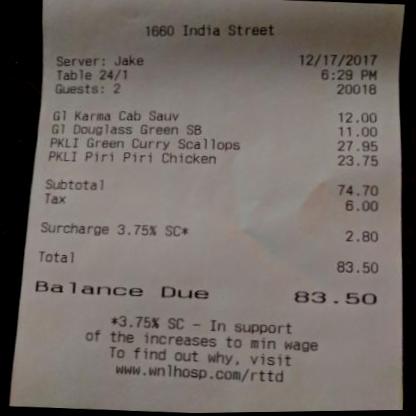 1660 India Street
Server: Jake 12/17/2017
Table 24/1 6:29 PM
Guests: 2 20018
Gl Karma Cab Sauv 12.00
Gl Douglass Green SB 11.00
PKLI Green Curry Scallops 27.95
PKLI Piri Piri Chicken 23.75
Subtotal 74.70
Tax 6.00
Surcharge 3.75% SC* 2.80
Total 83.50
Balance Due 83.50
*3.75% SC - In support
of the increases to min wage
To find out why, visit
www.wnlhosp.com/rttd